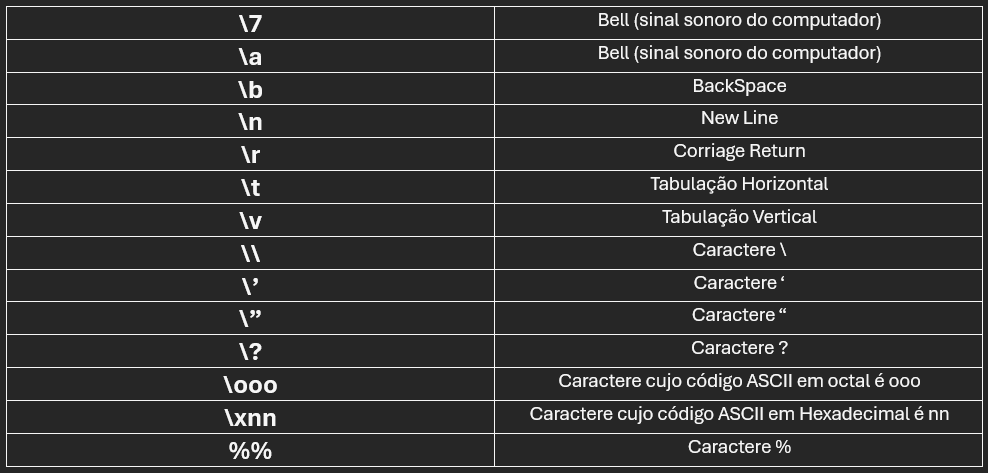 \7 Bell (sinal sonoro do computador)
\a Bell (sinal sonoro do computador)
\b BackSpace
\n New Line
\r Corriage Return
\t Tabulação Horizontal
\v Tabulação Vertical
\\ Caractere \
\’ Caractere ‘
\” Caractere “
\? Caractere ?
\ooo Caractere cujo código ASCII em octal é ooo
\xnn Caractere cujo código ASCII em Hexadecimal é nn
%% Caractere %